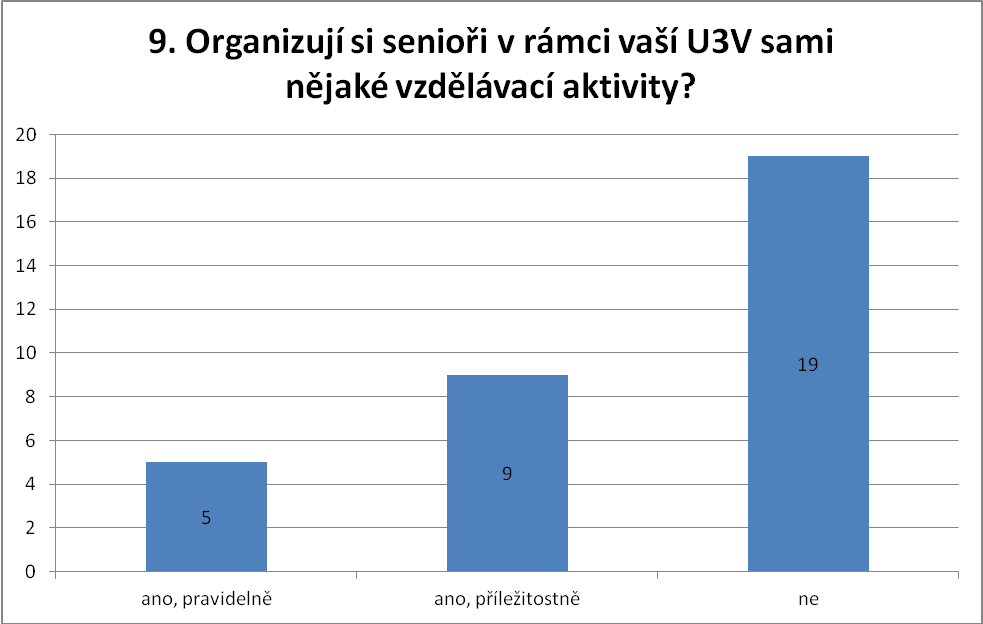 9. Organizují si senioři v rámci vaší U3V sami
nějaké vzdělávací aktivity?
20
18
16
14
12
10
8
6
4
2
0
5
9
19
ano, pravidelně
ano, příležitostně
ne